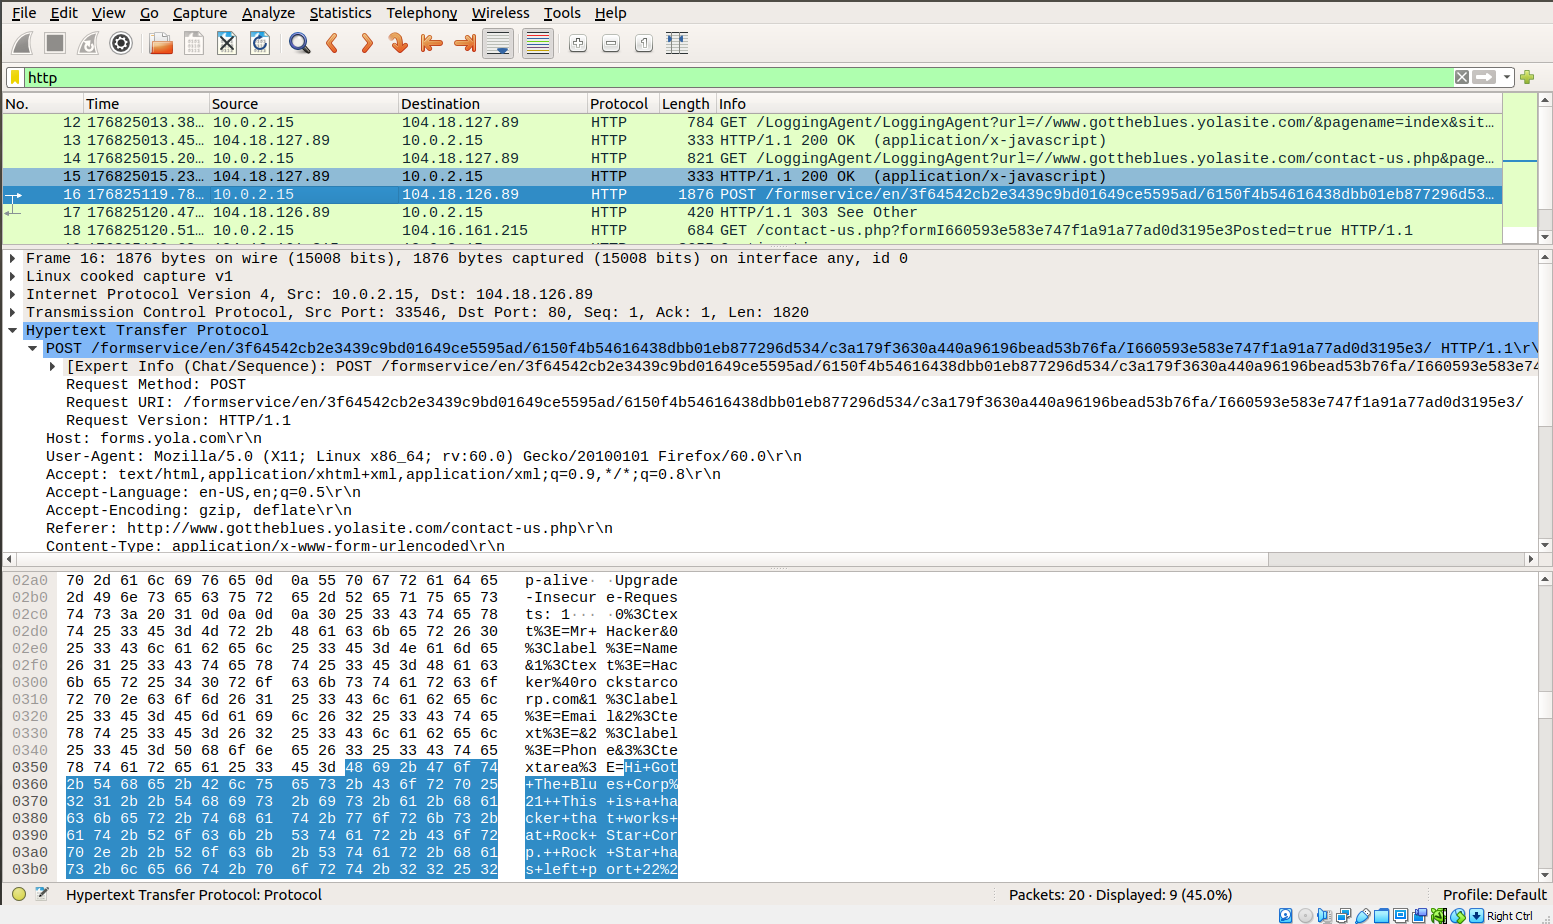 File Edit View Go Capture Analyze Statistics Telephony Wireless Tools Help
http
No. Time Source Destination Protocol Length Info
12 176825013.38… 10.0.2.15 104.18.127.89 HTTP 784 GET /LoggingAgent/LoggingAgent?url=//www.gottheblues.yolasite.com/&pagename=index&sit…
13 176825013.45… 104.18.127.89 10.0.2.15 HTTP 333 HTTP/1.1 200 OK  (application/x-javascript)
14 176825015.20… 10.0.2.15 104.18.127.89 HTTP 821 GET /LoggingAgent/LoggingAgent?url=//www.gottheblues.yolasite.com/contact-us.php&page…
15 176825015.23… 104.18.127.89 10.0.2.15 HTTP 333 HTTP/1.1 200 OK  (application/x-javascript)
16 176825119.78… 10.0.2.15 104.18.126.89 HTTP 1876 POST /formservice/en/3f64542cb2e3439c9bd01649ce5595ad/6150f4b54616438dbb01eb877296d53…
17 176825120.47… 104.18.126.89 10.0.2.15 HTTP 420 HTTP/1.1 303 See Other
18 176825120.51… 10.0.2.15 104.16.161.215 HTTP 684 GET /contact-us.php?formI660593e583e747f1a91a77ad0d3195e3Posted=true HTTP/1.1
Frame 16: 1876 bytes on wire (15008 bits), 1876 bytes captured (15008 bits) on interface any, id 0
Linux cooked capture v1
Internet Protocol Version 4, Src: 10.0.2.15, Dst: 104.18.126.89
Transmission Control Protocol, Src Port: 33546, Dst Port: 80, Seq: 1, Ack: 1, Len: 1820
Hypertext Transfer Protocol
POST /formservice/en/3f64542cb2e3439c9bd01649ce5595ad/6150f4b54616438dbb01eb877296d534/c3a179f3630a440a96196bead53b76fa/I660593e583e747f1a91a77ad0d3195e3/ HTTP/1.1\r\
[Expert Info (Chat/Sequence): POST /formservice/en/3f64542cb2e3439c9bd01649ce5595ad/6150f4b54616438dbb01eb877296d534/c3a179f3630a440a96196bead53b76fa/I660593e583e74
Request Method: POST
Request URI: /formservice/en/3f64542cb2e3439c9bd01649ce5595ad/6150f4b54616438dbb01eb877296d534/c3a179f3630a440a96196bead53b76fa/I660593e583e747f1a91a77ad0d3195e3/
Request Version: HTTP/1.1
Host: forms.yola.com\r\n
User-Agent: Mozilla/5.0 (X11; Linux x86_64; rv:60.0) Gecko/20100101 Firefox/60.0\r\n
Accept: text/html,application/xhtml+xml,application/xml;q=0.9,*/*;q=0.8\r\n
Accept-Language: en-US,en;q=0.5\r\n
Accept-Encoding: gzip, deflate\r\n
Referer: http://www.gottheblues.yolasite.com/contact-us.php\r\n
Content-Type: application/x-www-form-urlencoded\r\n
02a0 70 2d 61 6c 69 76 65 0d 0a 55 70 67 72 61 64 65 p-alive· ·Upgrade
02b0 2d 49 6e 73 65 63 75 72 65 2d 52 65 71 75 65 73 -Insecur e-Reques
02c0 74 73 3a 20 31 0d 0a 0d 0a 30 25 33 43 74 65 78 ts: 1··· ·0%3Ctex
02d0 74 25 33 45 3d 4d 72 2b 48 61 63 6b 65 72 26 30 t%3E=Mr+ Hacker&0
02e0 25 33 43 6c 61 62 65 6c 25 33 45 3d 4e 61 6d 65 %3Clabel %3E=Name
02f0 26 31 25 33 43 74 65 78 74 25 33 45 3d 48 61 63 &1%3Ctex t%3E=Hac
0300 6b 65 72 25 34 30 72 6f 63 6b 73 74 61 72 63 6f ker%40ro ckstarco
0310 72 70 2e 63 6f 6d 26 31 25 33 43 6c 61 62 65 6c rp.com&1 %3Clabel
0320 25 33 45 3d 45 6d 61 69 6c 26 32 25 33 43 74 65 %3E=Emai l&2%3Cte
0330 78 74 25 33 45 3d 26 32 25 33 43 6c 61 62 65 6c xt%3E=&2 %3Clabel
0340 25 33 45 3d 50 68 6f 6e 65 26 33 25 33 43 74 65 %3E=Phon e&3%3Cte
0350 78 74 61 72 65 61 25 33 45 3d 48 69 2b 47 6f 74 xtarea%3 E=Hi+Got
0360 2b 54 68 65 2b 42 6c 75 65 73 2b 43 6f 72 70 25 +The+Blu es+Corp%
0370 32 31 2b 2b 54 68 69 73 2b 69 73 2b 61 2b 68 61 21++This +is+a+ha
0380 63 6b 65 72 2b 74 68 61 74 2b 77 6f 72 6b 73 2b cker+tha t+works+
0390 61 74 2b 52 6f 63 6b 2b 53 74 61 72 2b 43 6f 72 at+Rock+ Star+Cor
03a0 70 2e 2b 2b 52 6f 63 6b 2b 53 74 61 72 2b 68 61 p.++Rock +Star+ha
03b0 73 2b 6c 65 66 74 2b 70 6f 72 74 2b 32 32 25 32 s+left+p ort+22%2
Hypertext Transfer Protocol: Protocol Packets: 20 · Displayed: 9 (45.0%) Profile: Default
Right Ctrl